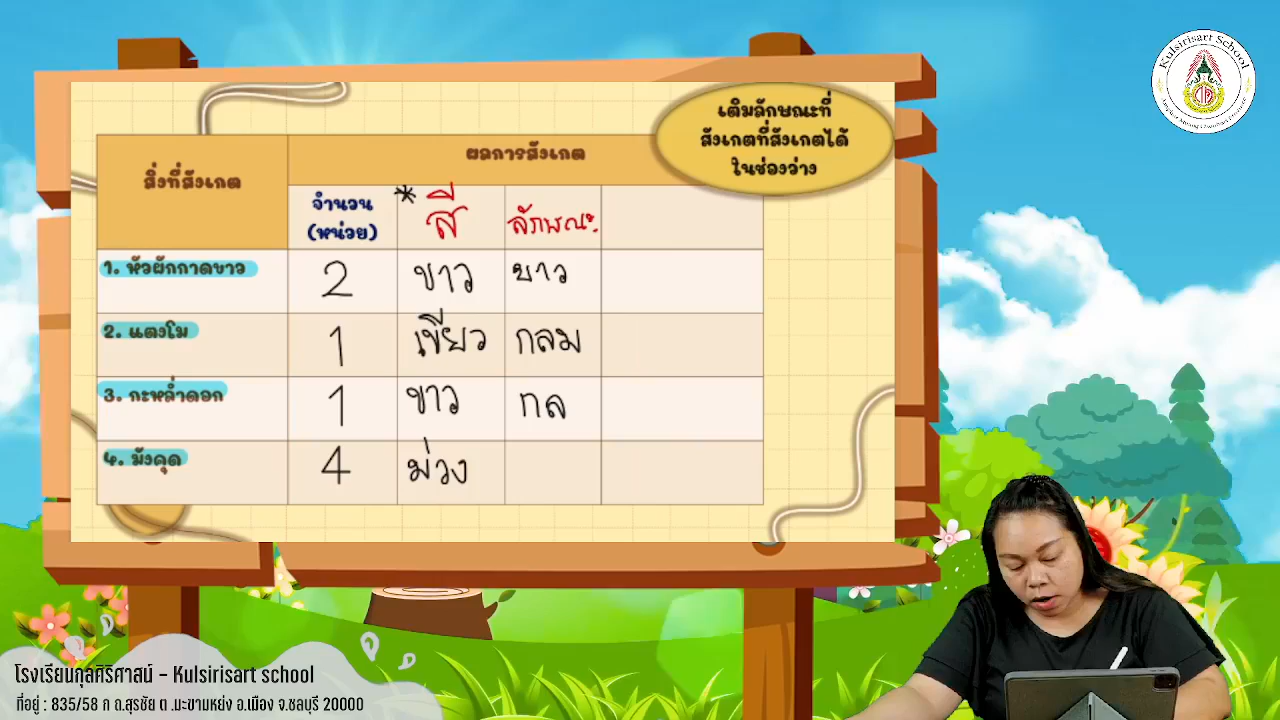 Kulsirisart School
เติมลักษณะที่
สังเกตที่สังเกตได้
ในช่องว่าง
สิ่งที่สังเกต
ผลการสังเกต
จำนวน
(หน่วย)
*สี
ลักษณะ
1. หัวผักกาดขาว 2 ขาว ยาว
2. แตงโม 1 เขียว กลม
3. กะหล่ำดอก 1 ขาว กล
4. มังคุด 4 ม่วง
โรงเรียนกุลศิริศาสน์ - Kulsirisart school
ที่อยู่ : 835/58 ก ถ.สุรชัย ต.มะขามหย่ง อ.เมือง จ.ชลบุรี 20000